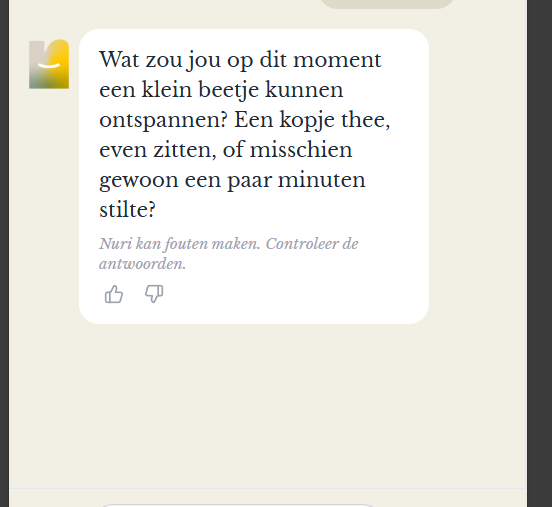 Wat zou jou op dit moment
een klein beetje kunnen
ontspannen? Een kopje thee,
even zitten, of misschien
gewoon een paar minuten
stilte?
Nuri kan fouten maken. Controleer de
antwoorden.